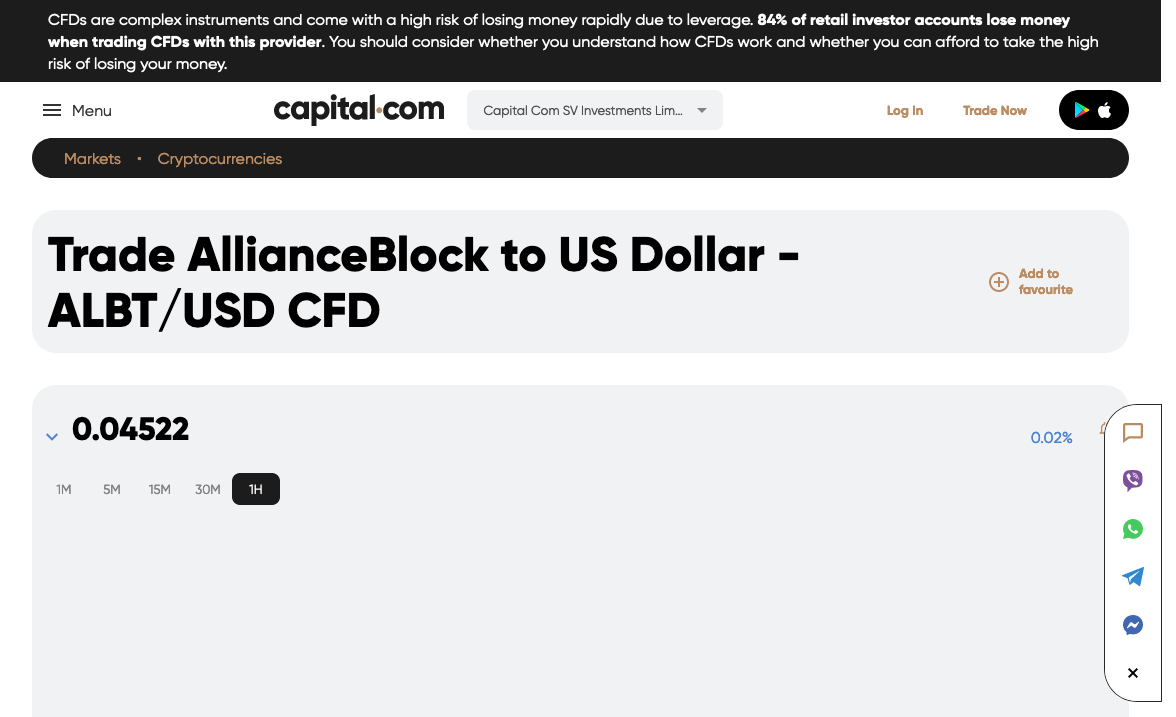 CFDs are complex instruments and come with a high risk of losing money rapidly due to leverage. 84% of retail investor accounts lose money
when trading CFDs with this provider. You should consider whether you understand how CFDs work and whether you can afford to take the high
risk of losing your money.
Menu
capital.com
Capital Com SV Investments Lim...
Log In
Trade Now
Markets
Cryptocurrencies
Trade AllianceBlock to US Dollar -
ALBT/USD CFD
Add to
favourite
0.04522
0.02%
1M 5M 15M 30M 1H